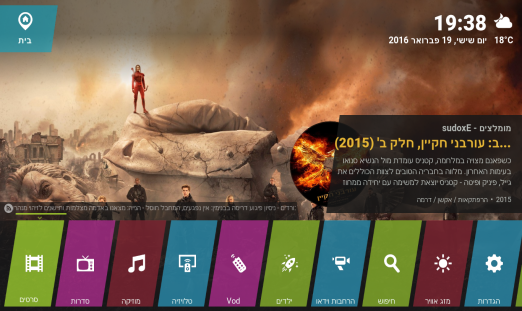 בית
19:38
18°C
יום שישי, 19 פברואר 2016
מומלצים - sudoxE
...ב: עורבני חקיין, חלק ב' (2015)
כשפאנם מצויה במלחמה, קטניס עומדת מול הנשיא סנואו
בעימות האחרון. מלווה בחבריה הטובים לצוות הכוללים את
גייל, פיניק ופיטה - קטניס יוצאת למשימה עם יחידה ממחוז
2015 • הרפתקאות / אקשן / דרמה
סרטים
סדרות
מוזיקה
טלויזיה
Vod
ילדים
הרחבות וידאו
חיפוש
מזג אוויר
הגדרות